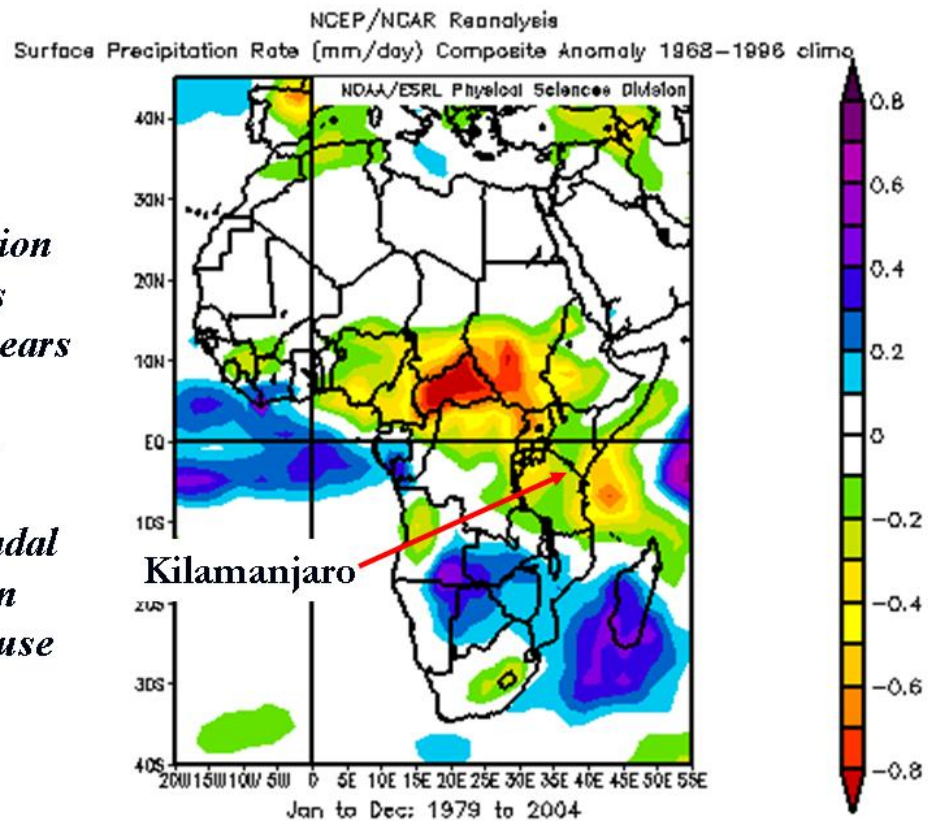 NCEP/NCAR Reanalysis
Surface Precipitation Rate (mm/day) Composite Anomaly 1968-1996 climo
NOAA/ESRL Physical Sciences Division
40N
30N
20N
10N
EQ
10S
20S
30S
40S
20W 15W 10W 5W 0 5E 10E 15E 20E 25E 30E 35E 40E 45E 50E 55E
Jan to Dec: 1979 to 2004
0.8
0.6
0.4
0.2
0
-0.2
-0.4
-0.6
-0.8
Kilamanjaro
ion
s
ears
dal
n
use